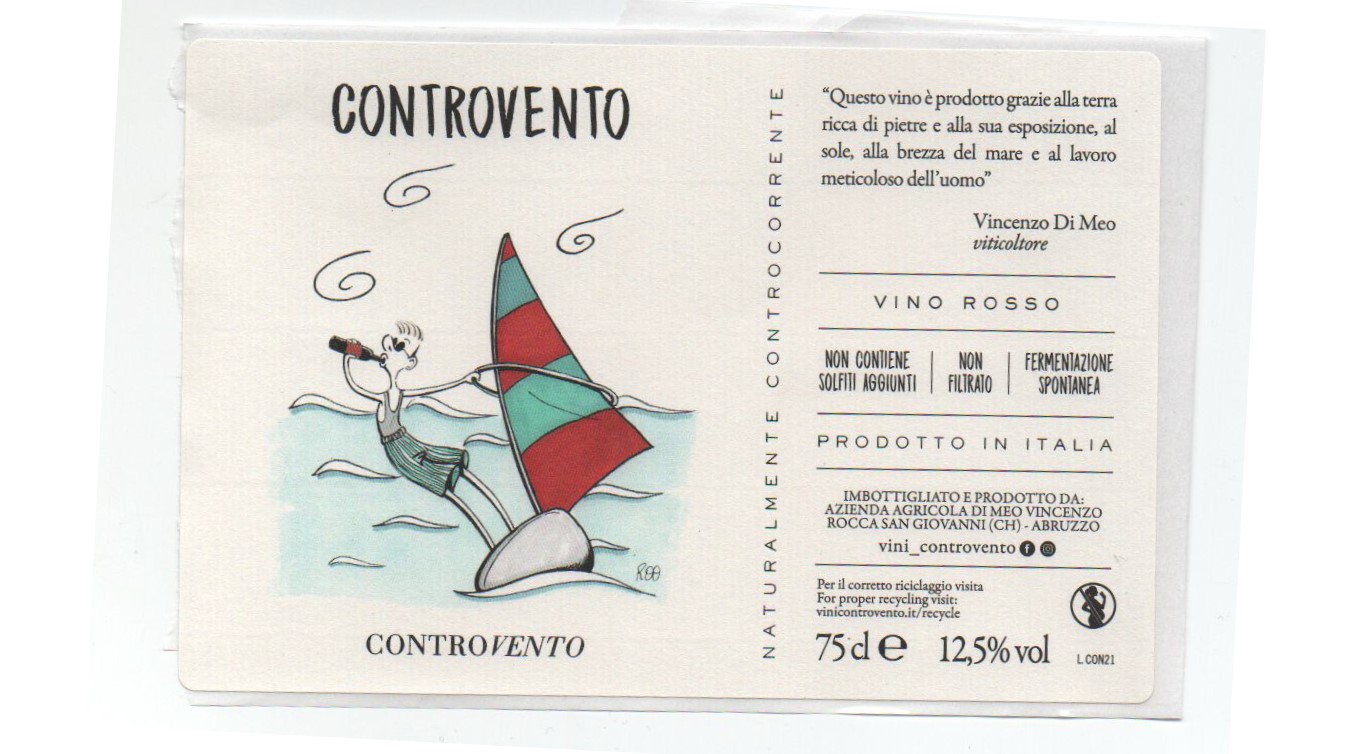 CONTROVENTO
ROO
CONTROVENTO
NATURALMENTE CONTROCORRENTE
“Questo vino è prodotto grazie alla terra
ricca di pietre e alla sua esposizione, al
sole, alla brezza del mare e al lavoro
meticoloso dell’uomo”
Vincenzo Di Meo
viticoltore
VINO ROSSO
NON CONTIENE
SOLFITI AGGIUNTI
NON
FILTRATO
FERMENTAZIONE
SPONTANEA
PRODOTTO IN ITALIA
IMBOTTIGLIATO E PRODOTTO DA:
AZIENDA AGRICOLA DI MEO VINCENZO
ROCCA SAN GIOVANNI (CH) - ABRUZZO
vini_controvento
Per il corretto riciclaggio visita
For proper recycling visit:
vinicontrovento.it/recycle
75 cl e 12,5% vol
L.CON21